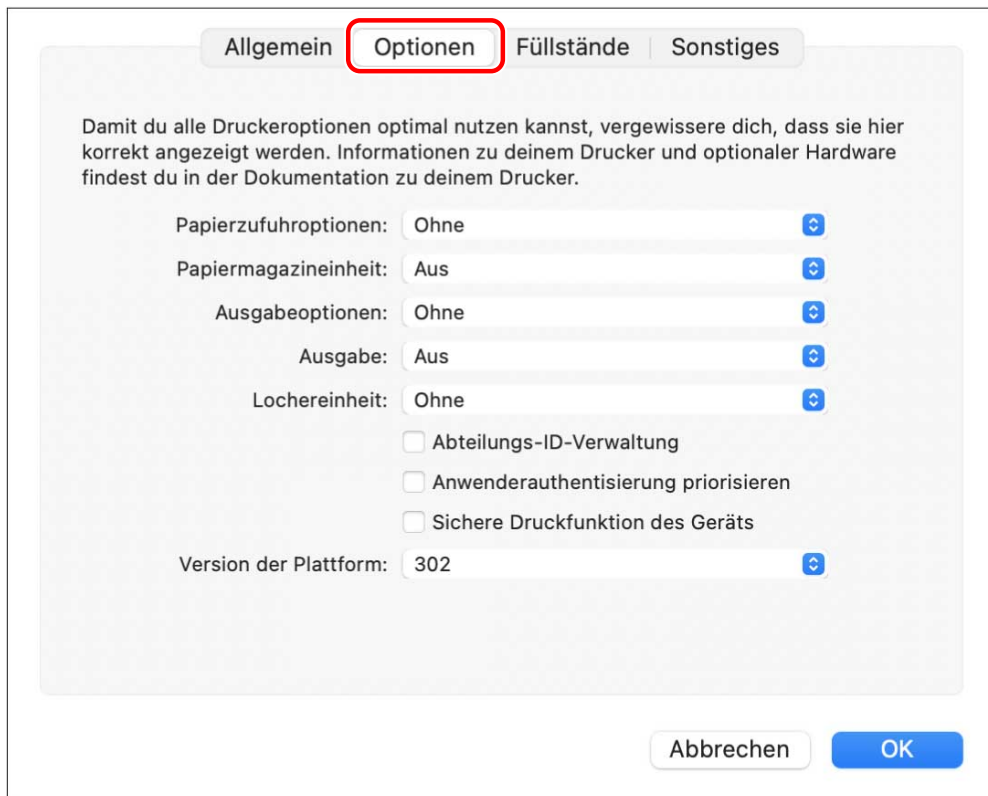 Allgemein Optionen Füllstände Sonstiges
Damit du alle Druckeroptionen optimal nutzen kannst, vergewissere dich, dass sie hier
korrekt angezeigt werden. Informationen zu deinem Drucker und optionaler Hardware
findest du in der Dokumentation zu deinem Drucker.
Papierzufuhroptionen: Ohne
Papiermagazineinheit: Aus
Ausgabeoptionen: Ohne
Ausgabe: Aus
Lochereinheit: Ohne
Abteilungs-ID-Verwaltung
Anwenderauthentisierung priorisieren
Sichere Druckfunktion des Geräts
Version der Plattform: 302
Abbrechen OK